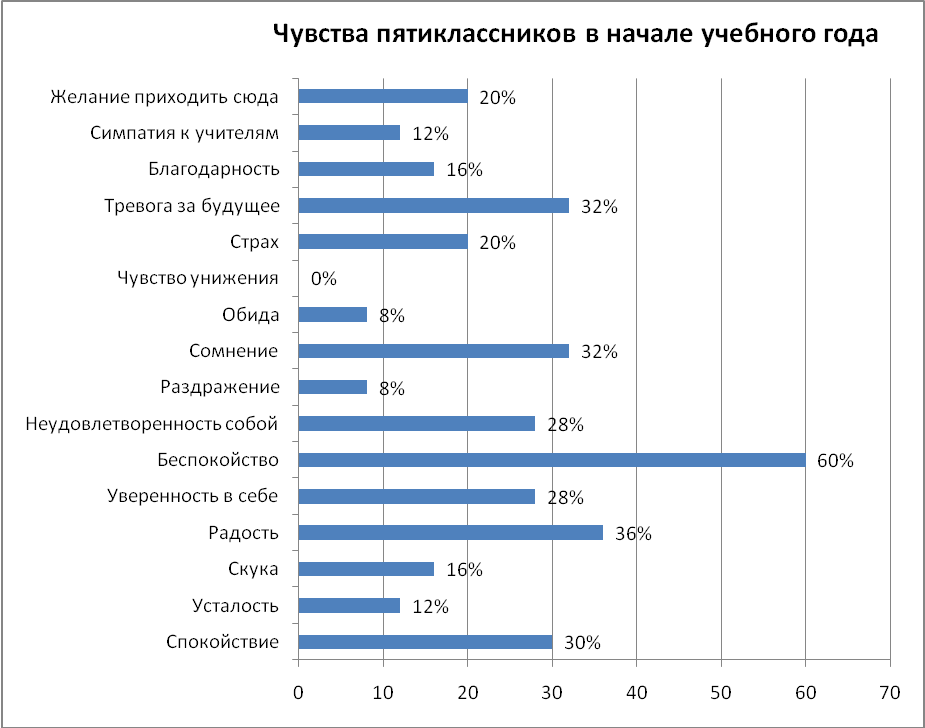 Чувства пятиклассников в начале учебного года
Желание приходить сюда 20%
Симпатия к учителям 12%
Благодарность 16%
Тревога за будущее 32%
Страх 20%
Чувство унижения 0%
Обида 8%
Сомнение 32%
Раздражение 8%
Неудовлетворенность собой 28%
Беспокойство 60%
Уверенность в себе 28%
Радость 36%
Скука 16%
Усталость 12%
Спокойствие 30%
0 10 20 30 40 50 60 70